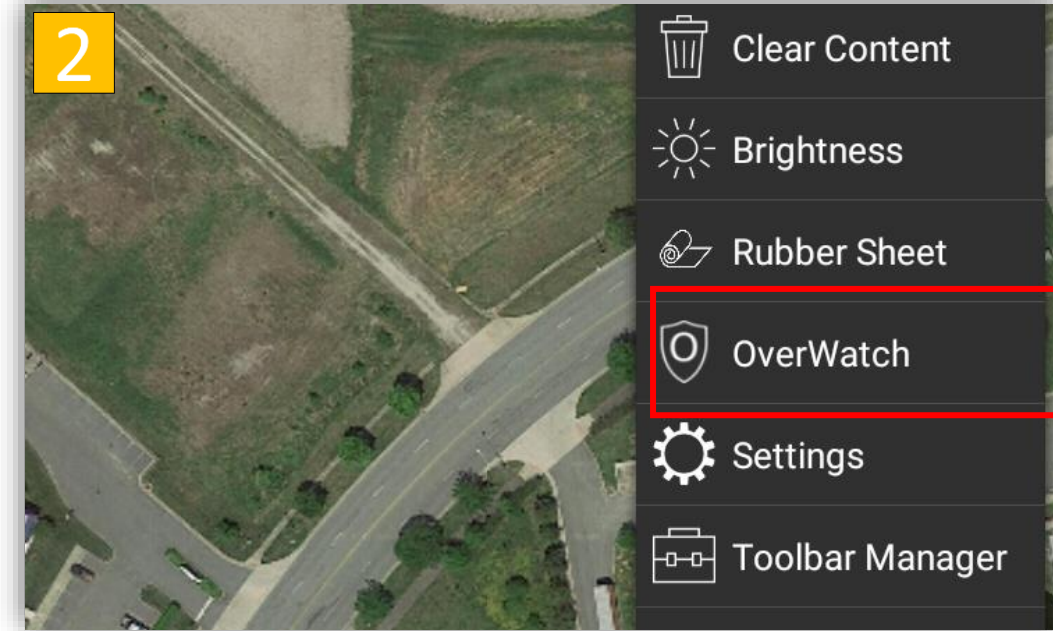 2
Clear Content
Brightness
Rubber Sheet
O OverWatch
Settings
Toolbar Manager